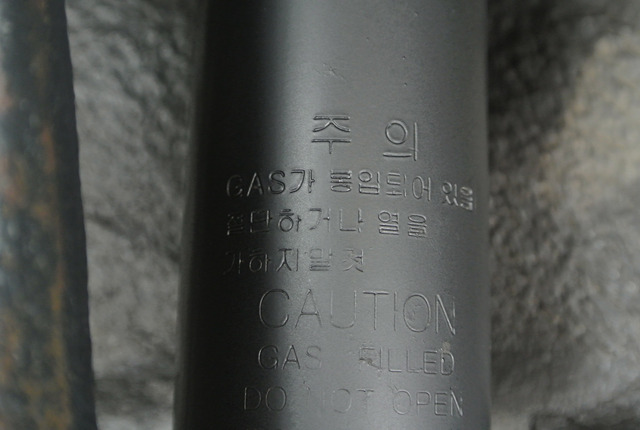 주 의
GAS가 봉입되어 있음
절단하거나 열을
가하지말 것
CAUTION
GAS FILLED
DO NOT OPEN